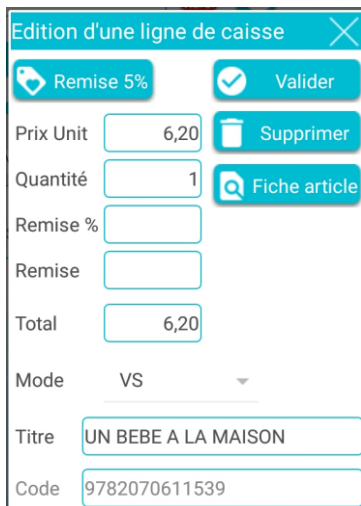 Edition d'une ligne de caisse
Remise 5% Valider
Prix Unit 6,20 Supprimer
Quantité 1 Fiche article
Remise %
Remise
Total 6,20
Mode VS
Titre UN BEBE A LA MAISON
Code 9782070611539